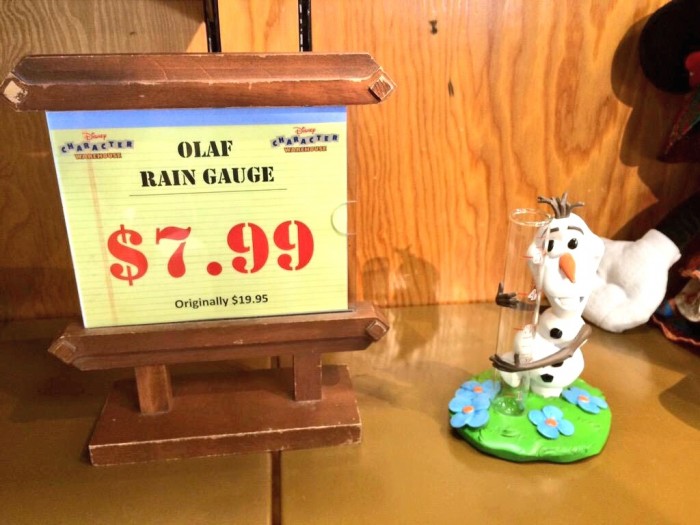 Disney
CHARACTER
WAREHOUSE
Disney
CHARACTER
WAREHOUSE
OLAF
RAIN GAUGE
$7.99
Originally $19.95